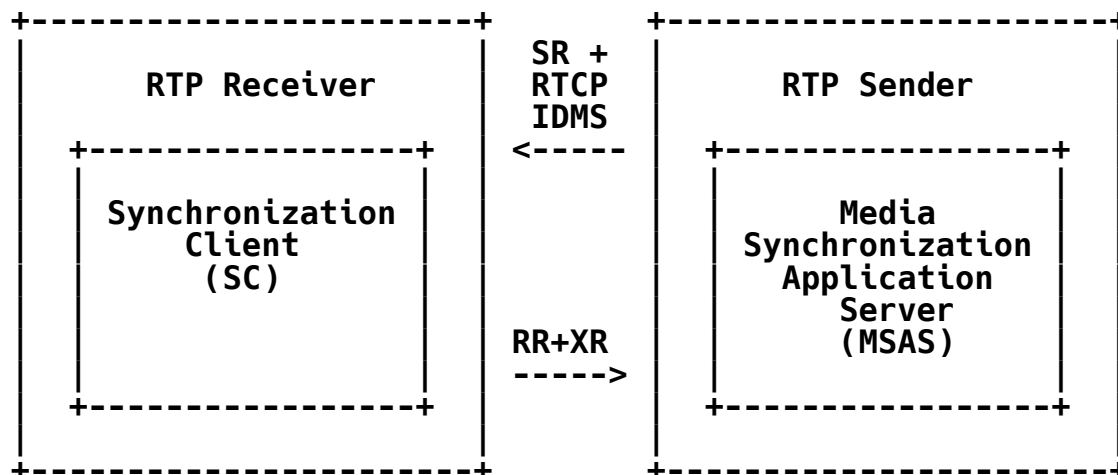 SR +
RTP Receiver RTCP RTP Sender
IDMS
<-----
Synchronization Media
Client Synchronization
(SC) Application
Server
RR+XR (MSAS)
----->